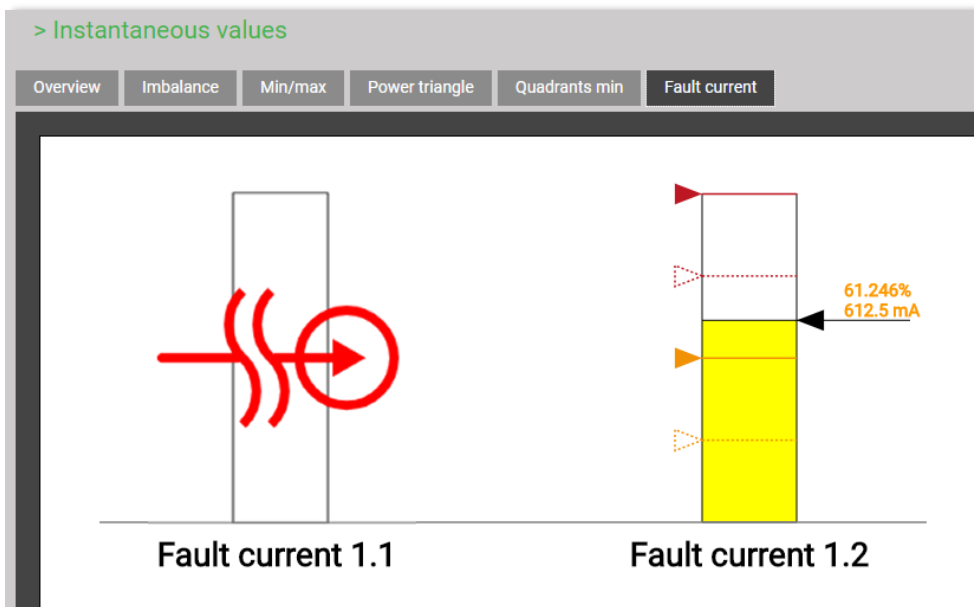 > Instantaneous values
Overview Imbalance Min/max Power triangle Quadrants min Fault current
61.246%
612.5 mA
Fault current 1.1 Fault current 1.2